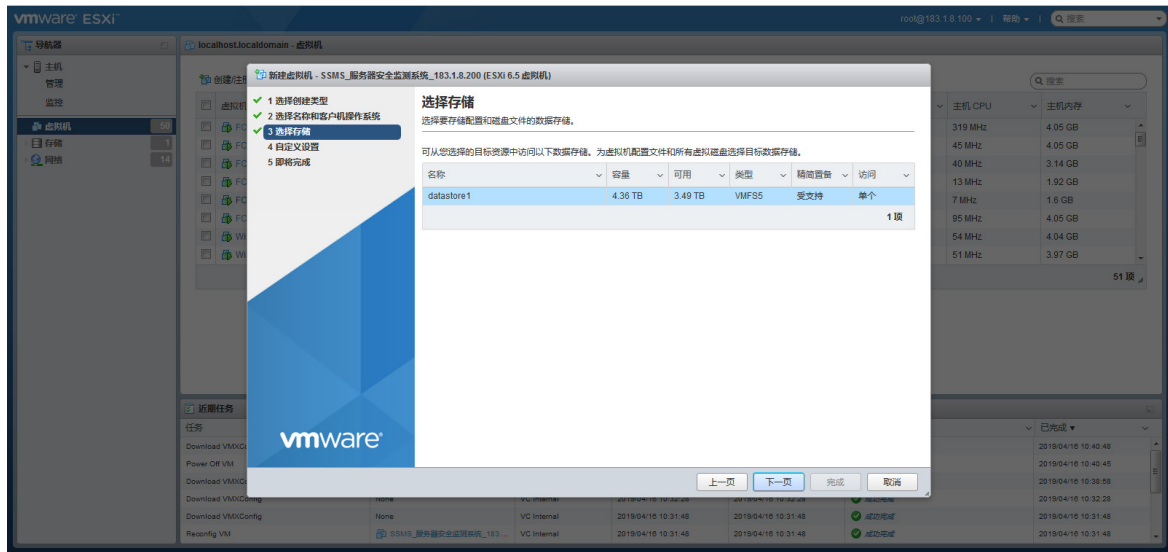 vmware ESXi™
root@183.1.8.100
帮助
搜索
导航器
localhost.localdomain - 虚拟机
主机
管理
监控
虚拟机 50
存储 1
网络 14
创建/注册
搜索
主机 CPU
主机内存
FC
319 MHz
4.05 GB
FC
45 MHz
4.05 GB
FC
40 MHz
3.14 GB
FC
13 MHz
1.92 GB
FC
7 MHz
1.6 GB
FC
95 MHz
4.05 GB
Wi
54 MHz
4.04 GB
Wi
51 MHz
3.97 GB
51 项
新建虚拟机 - SSMS_服务器安全监测系统_183.1.8.200 (ESXi 6.5 虚拟机)
1 选择创建类型
2 选择名称和客户机操作系统
3 选择存储
4 自定义设置
5 即将完成
选择存储
选择要存储配置和磁盘文件的数据存储。
可从您选择的目标资源中访问以下数据存储。为虚拟机配置文件和所有虚拟磁盘选择目标数据存储。
名称 容量 可用 类型 精简置备 访问
datastore1 4.36 TB 3.49 TB VMFS5 受支持 单个
1 项
vmware®
上一页 下一页 完成 取消
近期任务
任务
已完成▼
Download VMXCo
2019/04/16 10:40:48
Power Off VM
2019/04/16 10:40:45
Download VMXCo
2019/04/16 10:38:58
Download VMXConfig None VC Internal 2019/04/16 10:32:28 2019/04/16 10:32:28 成功完成 2019/04/16 10:32:28
Download VMXConfig None VC Internal 2019/04/16 10:31:48 2019/04/16 10:31:48 成功完成 2019/04/16 10:31:48
Reconfig VM SSMS_服务器安全监测系统_183.... VC Internal 2019/04/16 10:31:48 2019/04/16 10:31:48 成功完成 2019/04/16 10:31:48